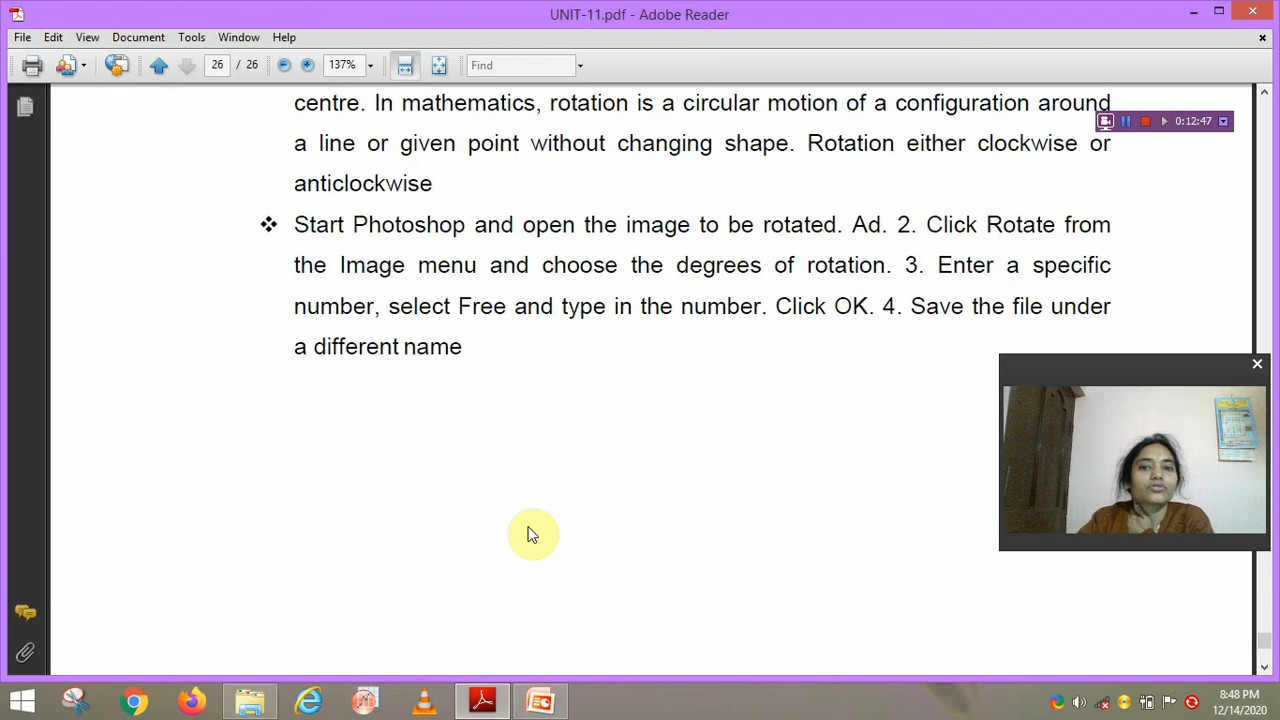 UNIT-11.pdf - Adobe Reader
File Edit View Document Tools Window Help
26 / 26 137% Find
centre. In mathematics, rotation is a circular motion of a configuration around
0:12:47
a line or given point without changing shape. Rotation either clockwise or
anticlockwise
❖ Start Photoshop and open the image to be rotated. Ad. 2. Click Rotate from
the Image menu and choose the degrees of rotation. 3. Enter a specific
number, select Free and type in the number. Click OK. 4. Save the file under
a different name
8:48 PM
12/14/2020